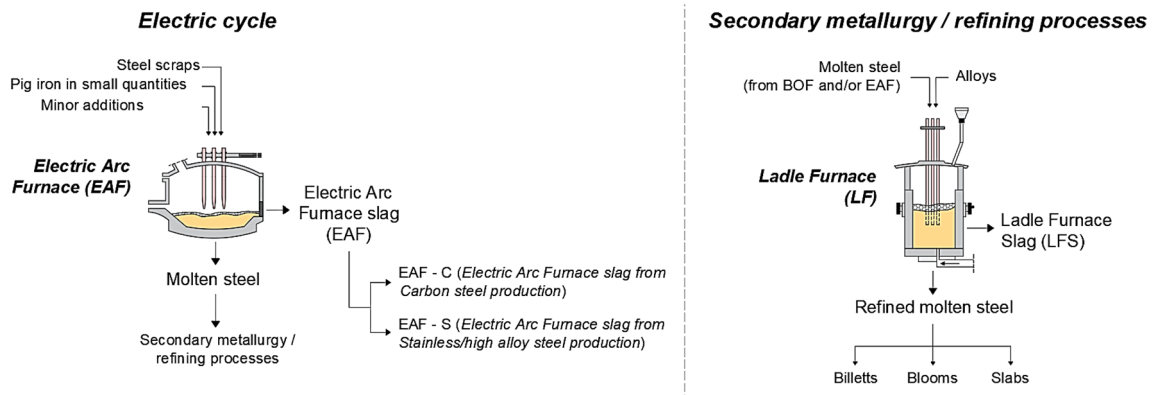 Electric cycle
Steel scraps
Pig iron in small quantities
Minor additions
Electric Arc
Furnace (EAF)
Electric Arc
Furnace slag
(EAF)
Molten steel
EAF - C (Electric Arc Furnace slag from
Carbon steel production)
EAF - S (Electric Arc Furnace slag from
Stainless/high alloy steel production)
Secondary metallurgy /
refining processes
Secondary metallurgy / refining processes
Molten steel
(from BOF and/or EAF)
Alloys
Ladle Furnace
(LF)
Ladle Furnace
Slag (LFS)
Refined molten steel
Billetts
Blooms
Slabs